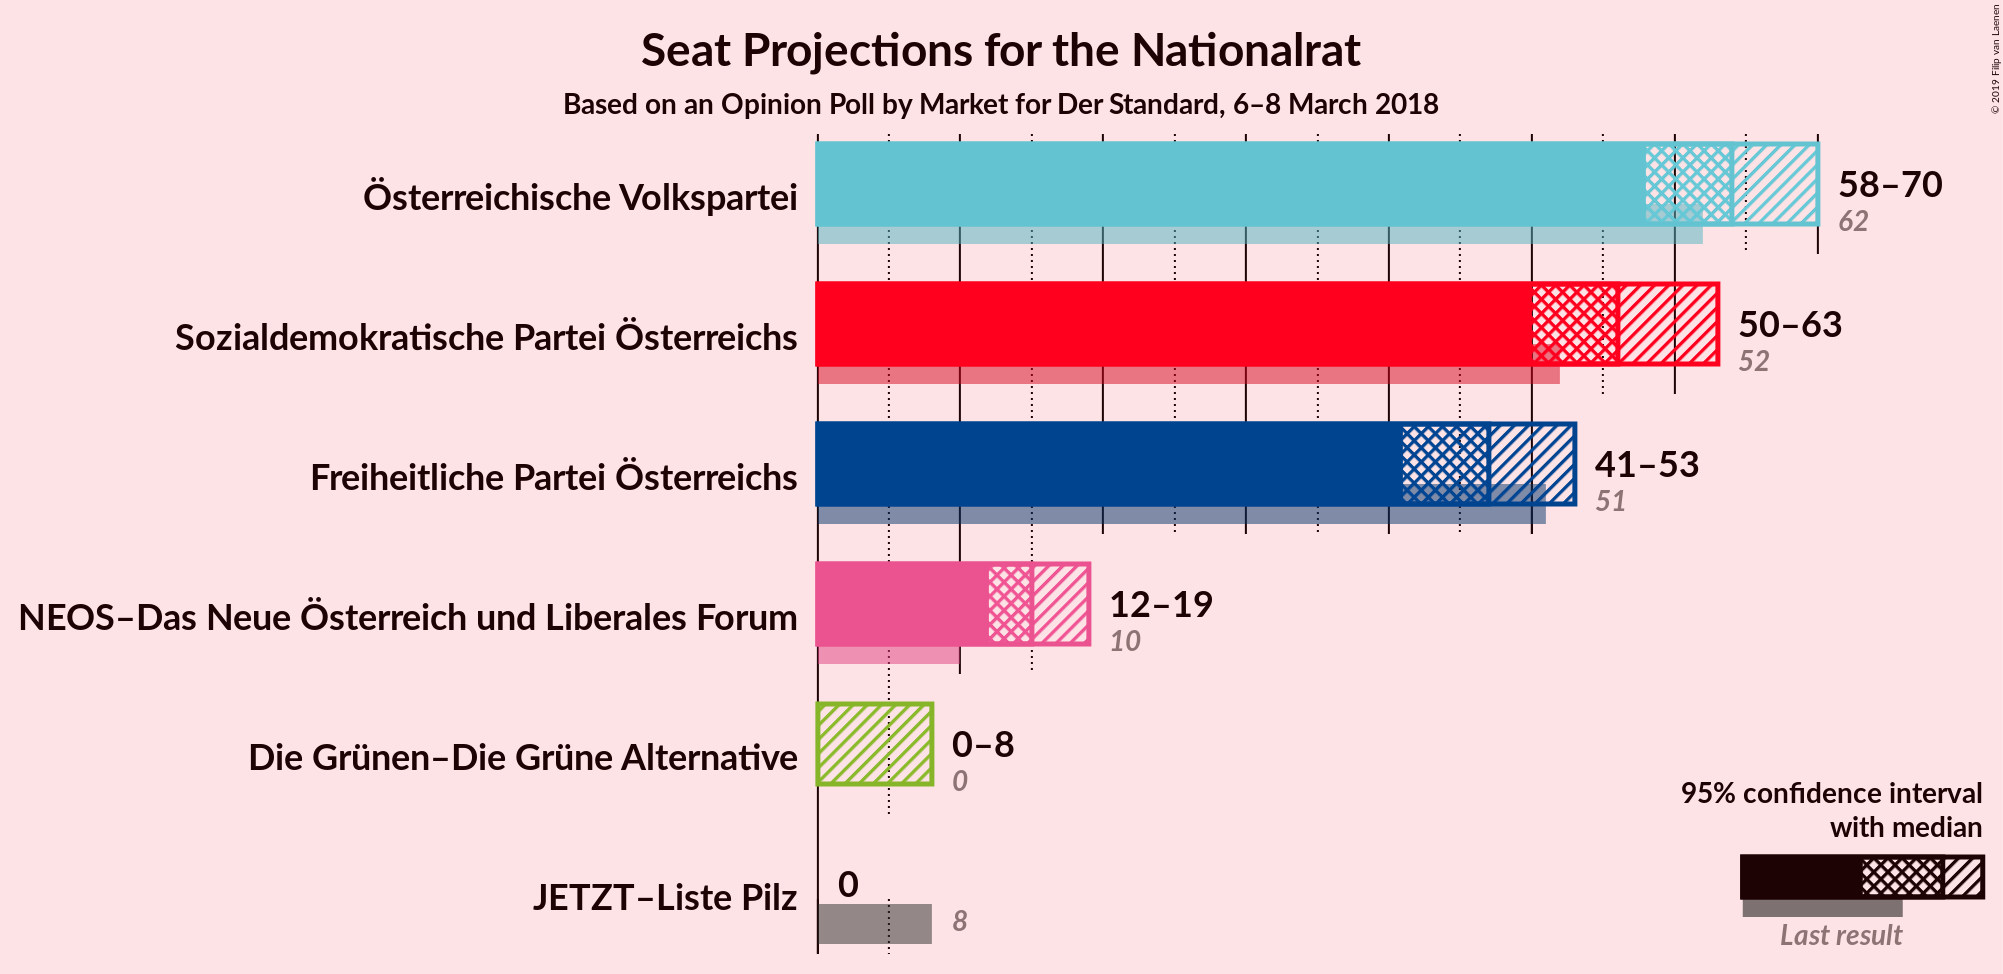 Seat Projections for the Nationalrat
Based on an Opinion Poll by Market for Der Standard, 6–8 March 2018
© 2019 Filip van Laenen
Österreichische Volkspartei
58–70
62
Sozialdemokratische Partei Österreichs
50–63
52
Freiheitliche Partei Österreichs
41–53
51
NEOS–Das Neue Österreich und Liberales Forum
12–19
10
Die Grünen–Die Grüne Alternative
0–8
0
JETZT–Liste Pilz
0
8
95% confidence interval
with median
Last result